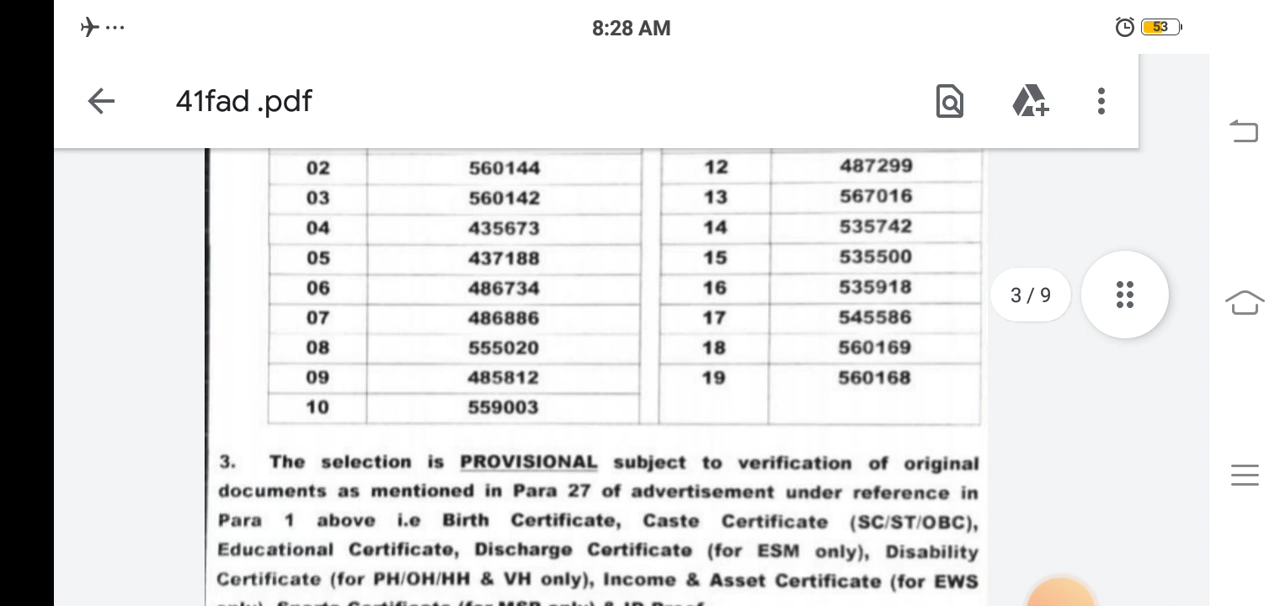 8:28 AM
53
41fad .pdf
02 560144 12 487299
03 560142 13 567016
04 435673 14 535742
05 437188 15 535500
06 486734 16 535918
07 486886 17 545586
08 555020 18 560169
09 485812 19 560168
10 559003
3 / 9
3. The selection is PROVISIONAL subject to verification of original
documents as mentioned in Para 27 of advertisement under reference in
Para 1 above i.e Birth Certificate, Caste Certificate (SC/ST/OBC),
Educational Certificate, Discharge Certificate (for ESM only), Disability
Certificate (for PH/OH/HH & VH only), Income & Asset Certificate (for EWS